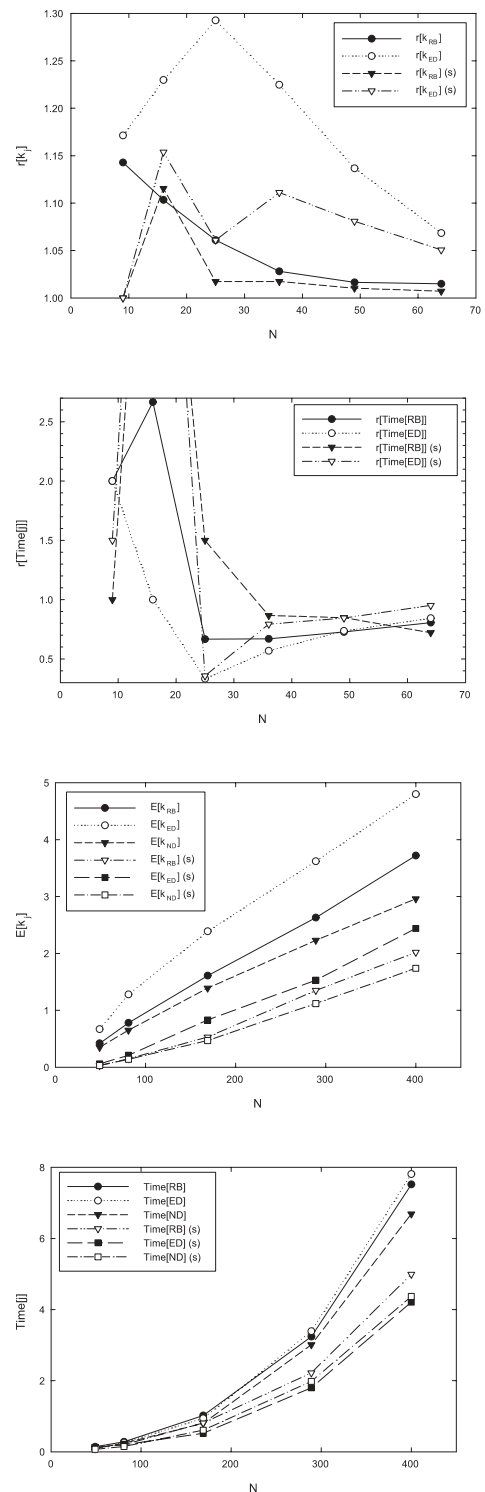 1.30
1.25
1.20
1.15
1.10
1.05
1.00
r[k_j]
0 10 20 30 40 50 60 70
N
r[k_RB]
r[k_ED]
r[k_RB] (s)
r[k_ED] (s)
2.5
2.0
1.5
1.0
0.5
r[Time[j]]
0 10 20 30 40 50 60 70
N
r[Time[RB]]
r[Time[ED]]
r[Time[RB]] (s)
r[Time[ED]] (s)
5
4
3
2
1
0
E[k_j]
0 100 200 300 400
N
E[k_RB]
E[k_ED]
E[k_ND]
E[k_RB] (s)
E[k_ED] (s)
E[k_ND] (s)
8
6
4
2
0
Time[j]
0 100 200 300 400
N
Time[RB]
Time[ED]
Time[ND]
Time[RB] (s)
Time[ED] (s)
Time[ND] (s)